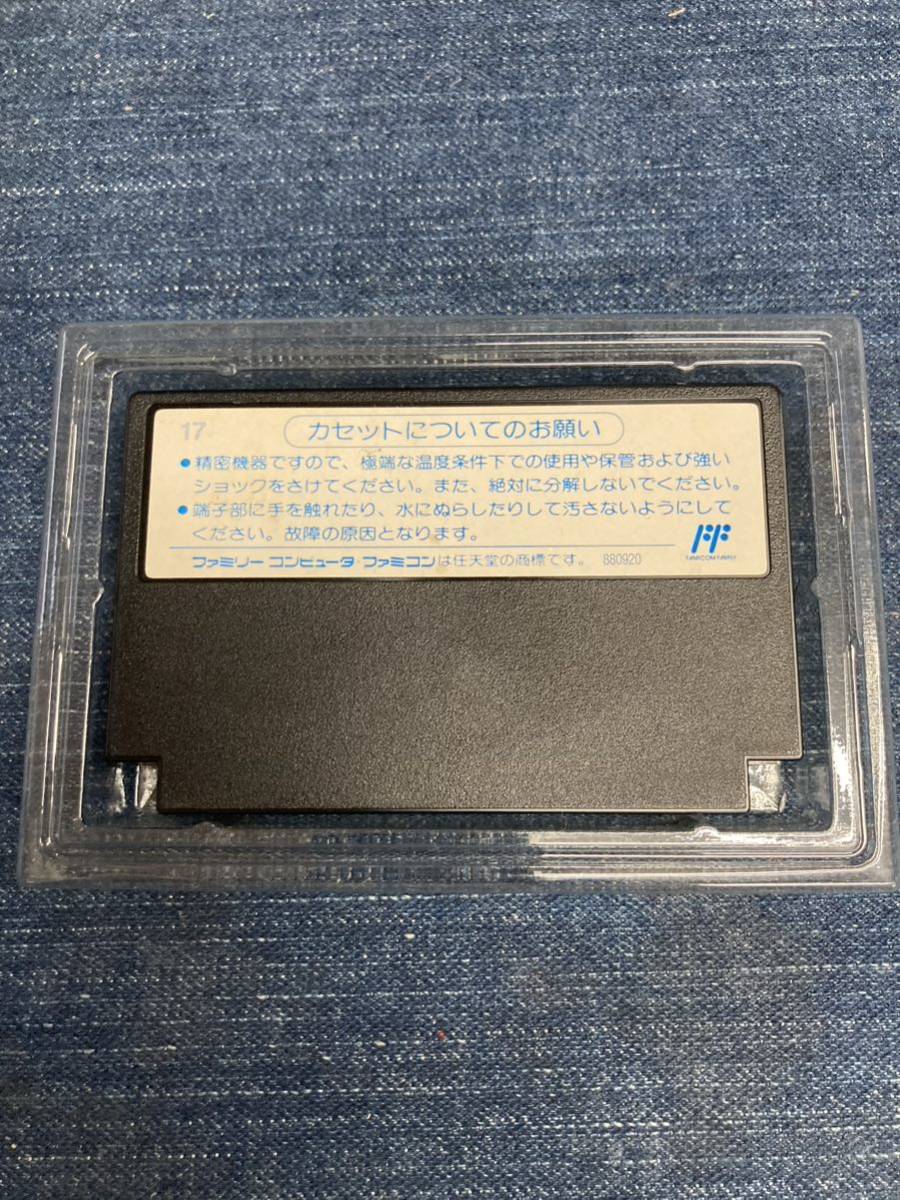 17
カセットについてのお願い
●精密機器ですので、極端な温度条件下での使用や保管および強い
ショックをさけてください。また、絶対に分解しないでください。
●端子部に手を触れたり、水にぬらしたりして汚さないようにして
ください。故障の原因となります。
FAMICOM FAMILY
ファミリー コンピュータ・ファミコンは任天堂の商標です。 880920